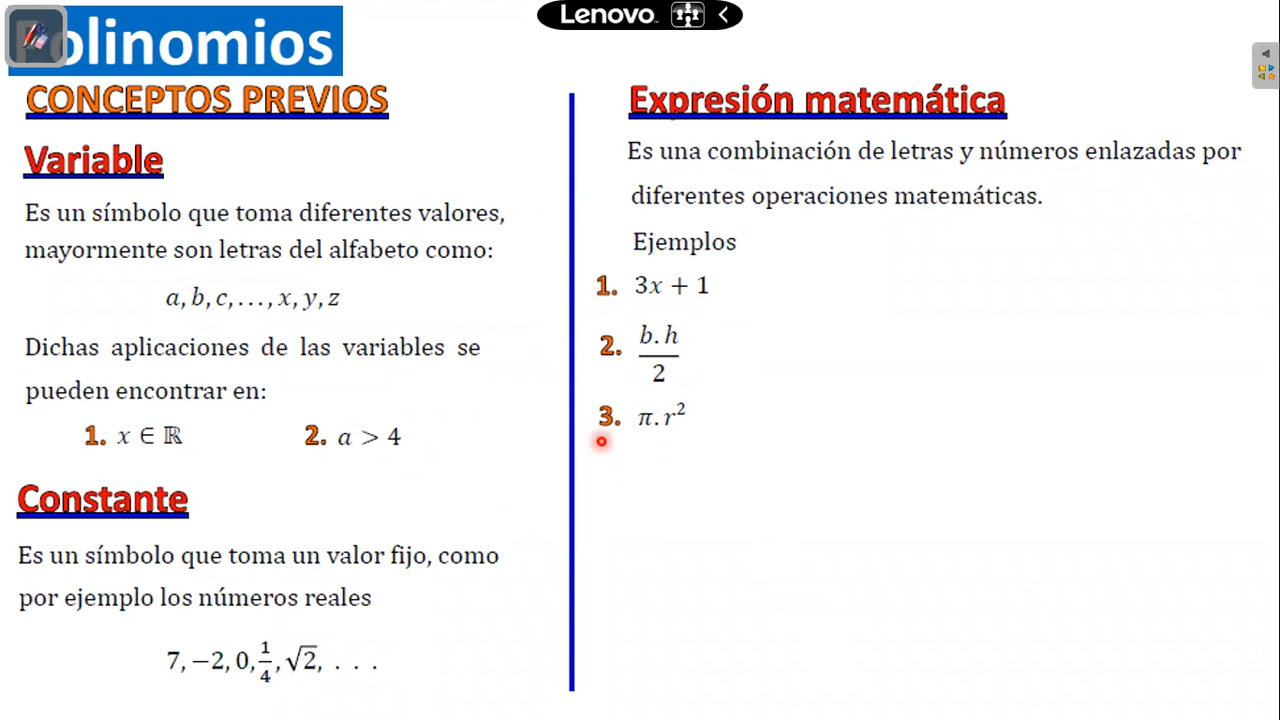 Lenovo
olinomios
CONCEPTOS PREVIOS
Variable
Es un símbolo que toma diferentes valores,
mayormente son letras del alfabeto como:
a, b, c, . . . , x, y, z
Dichas aplicaciones de las variables se
pueden encontrar en:
1. x ∈ ℝ 2. a > 4
Constante
Es un símbolo que toma un valor fijo, como
por ejemplo los números reales
7, −2, 0, 1/4, √2, . . .
Expresión matemática
Es una combinación de letras y números enlazadas por
diferentes operaciones matemáticas.
Ejemplos
1. 3x + 1
2. b. h
2
3. π. r²